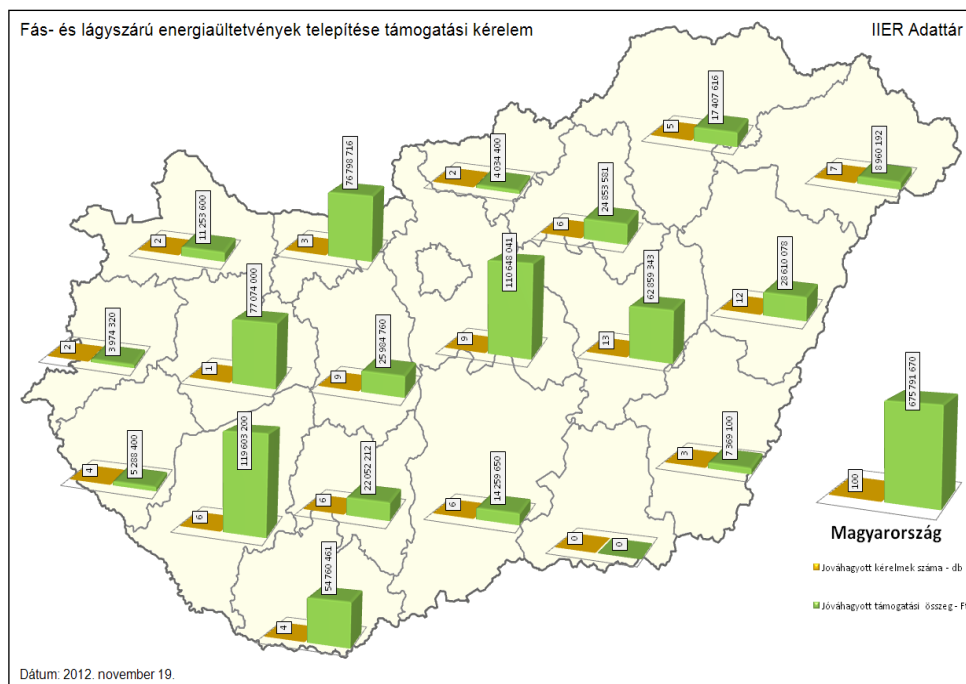 Fás- és lágyszárú energiaültetvények telepítése támogatási kérelem
IIER Adattár
5
17 407 616
7
8 960 192
2
4 034 400
3
76 798 716
2
11 253 600
6
24 853 581
9
110 648 041
13
62 859 343
12
28 610 078
2
3 974 320
1
77 074 000
9
25 984 760
4
5 288 400
6
119 603 200
6
22 052 212
6
14 259 650
3
7 369 100
0
0
4
54 760 461
100
675 791 670
Magyarország
Jóváhagyott kérelmek száma - db
Jóváhagyott támogatási összeg - Ft
Dátum: 2012. november 19.